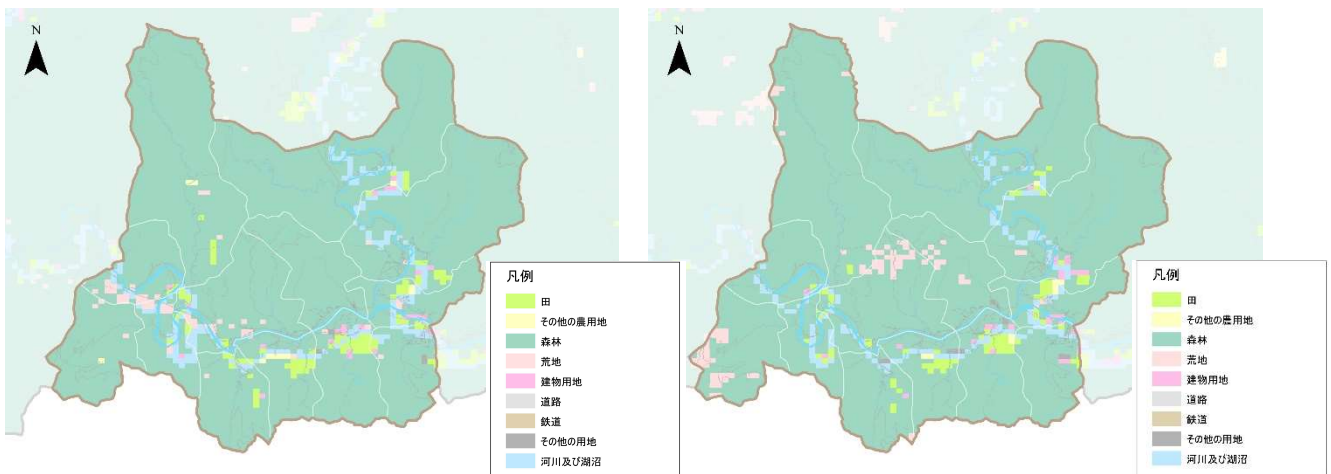 N
凡例
田
その他の農用地
森林
荒地
建物用地
道路
鉄道
その他の用地
河川及び湖沼
N
凡例
田
その他の農用地
森林
荒地
建物用地
道路
鉄道
その他の用地
河川及び湖沼